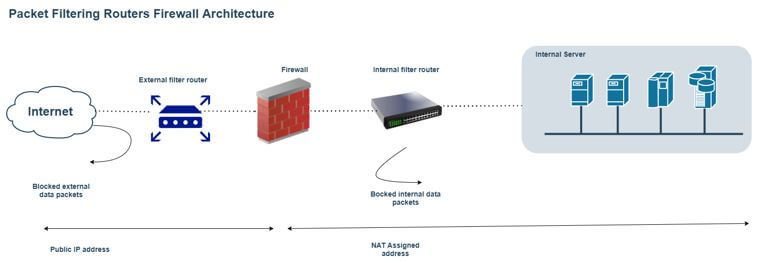 Packet Filtering Routers Firewall Architecture
Internal Server
External filter router
Firewall
Internal filter router
Internet
Blocked external
data packets
Bocked internal data
packets
Public IP address
NAT Assigned
address